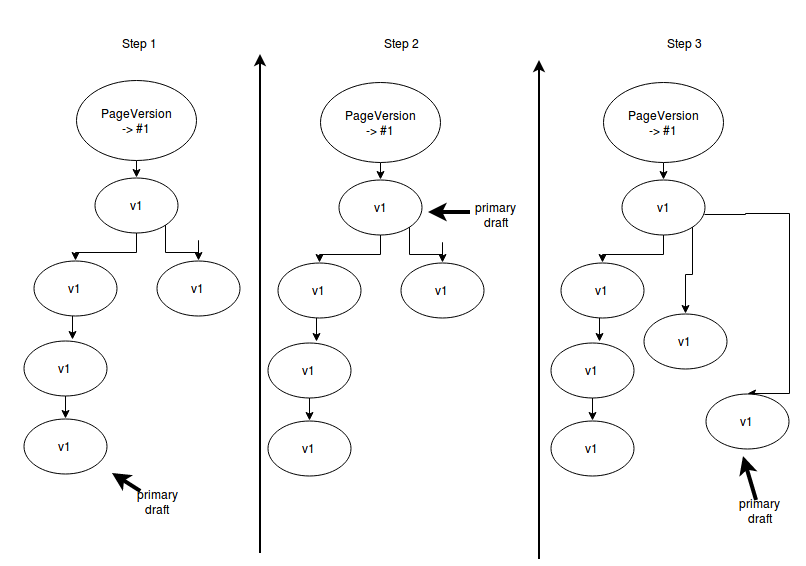 Step 1
PageVersion
-> #1
v1
v1
v1
v1
v1
primary
draft
Step 2
PageVersion
-> #1
v1
primary
draft
v1
v1
v1
v1
Step 3
PageVersion
-> #1
v1
v1
v1
v1
v1
v1
primary
draft